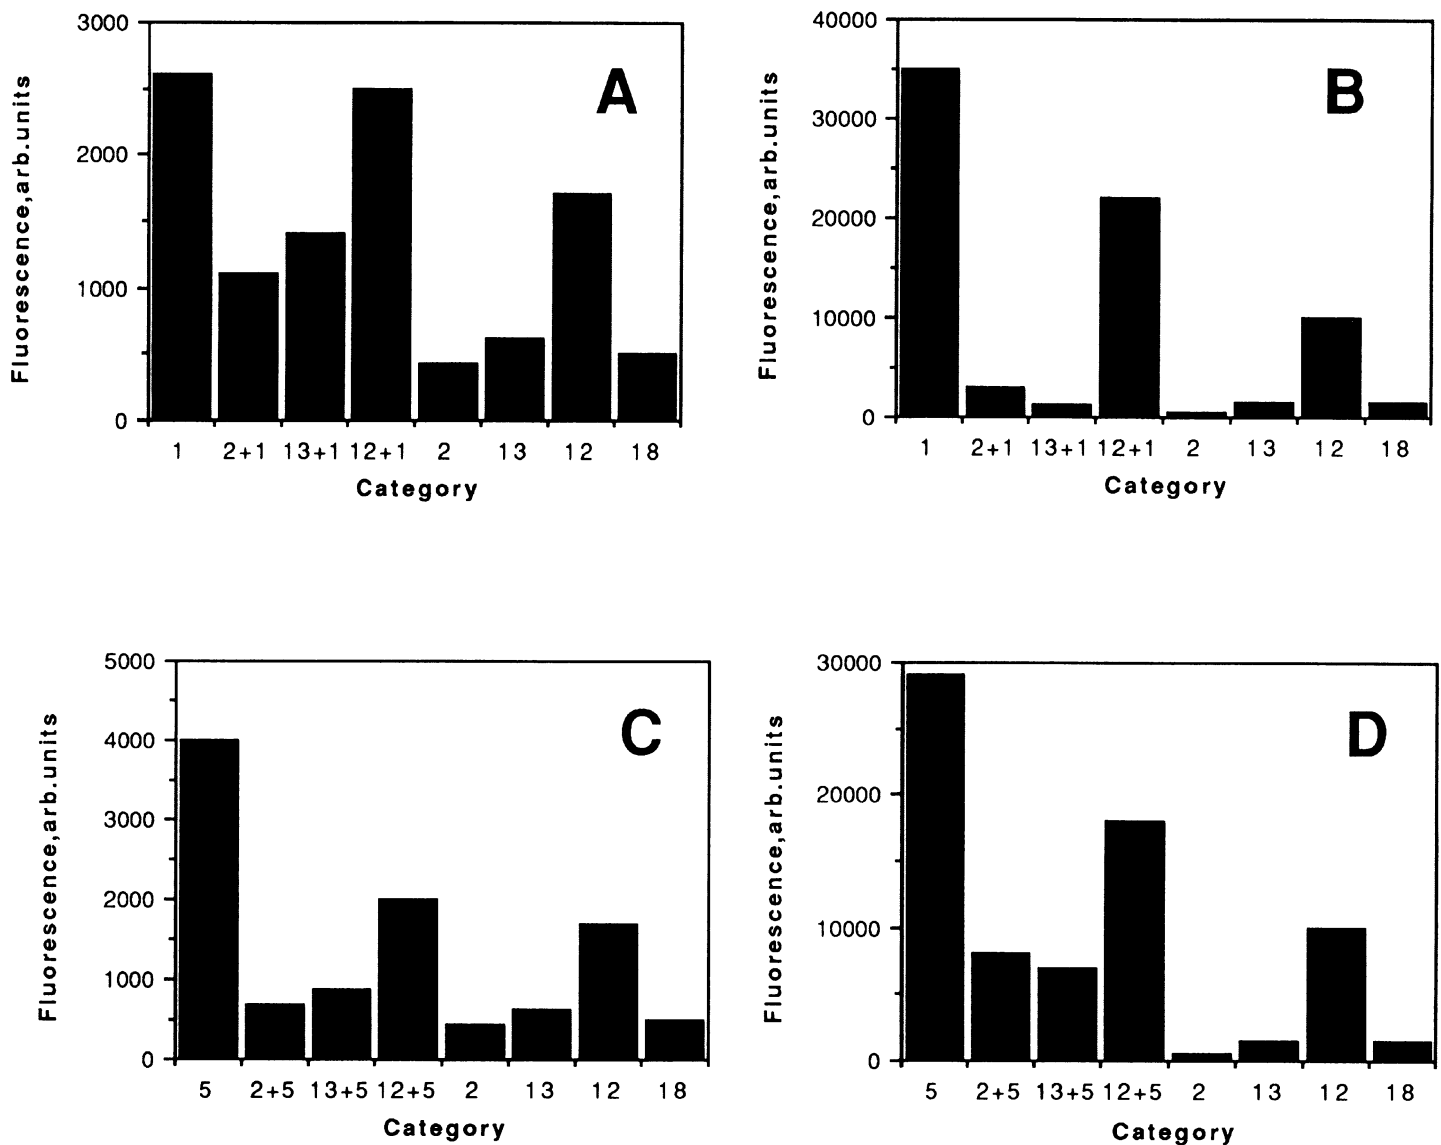 A
Fluorescence,arb.units
3000
2000
1000
0
1 2+1 13+1 12+1 2 13 12 18
Category
B
Fluorescence,arb.units
40000
30000
20000
10000
0
1 2+1 13+1 12+1 2 13 12 18
Category
C
Fluorescence,arb.units
5000
4000
3000
2000
1000
0
5 2+5 13+5 12+5 2 13 12 18
Category
D
Fluorescence,arb.units
30000
20000
10000
0
5 2+5 13+5 12+5 2 13 12 18
Category